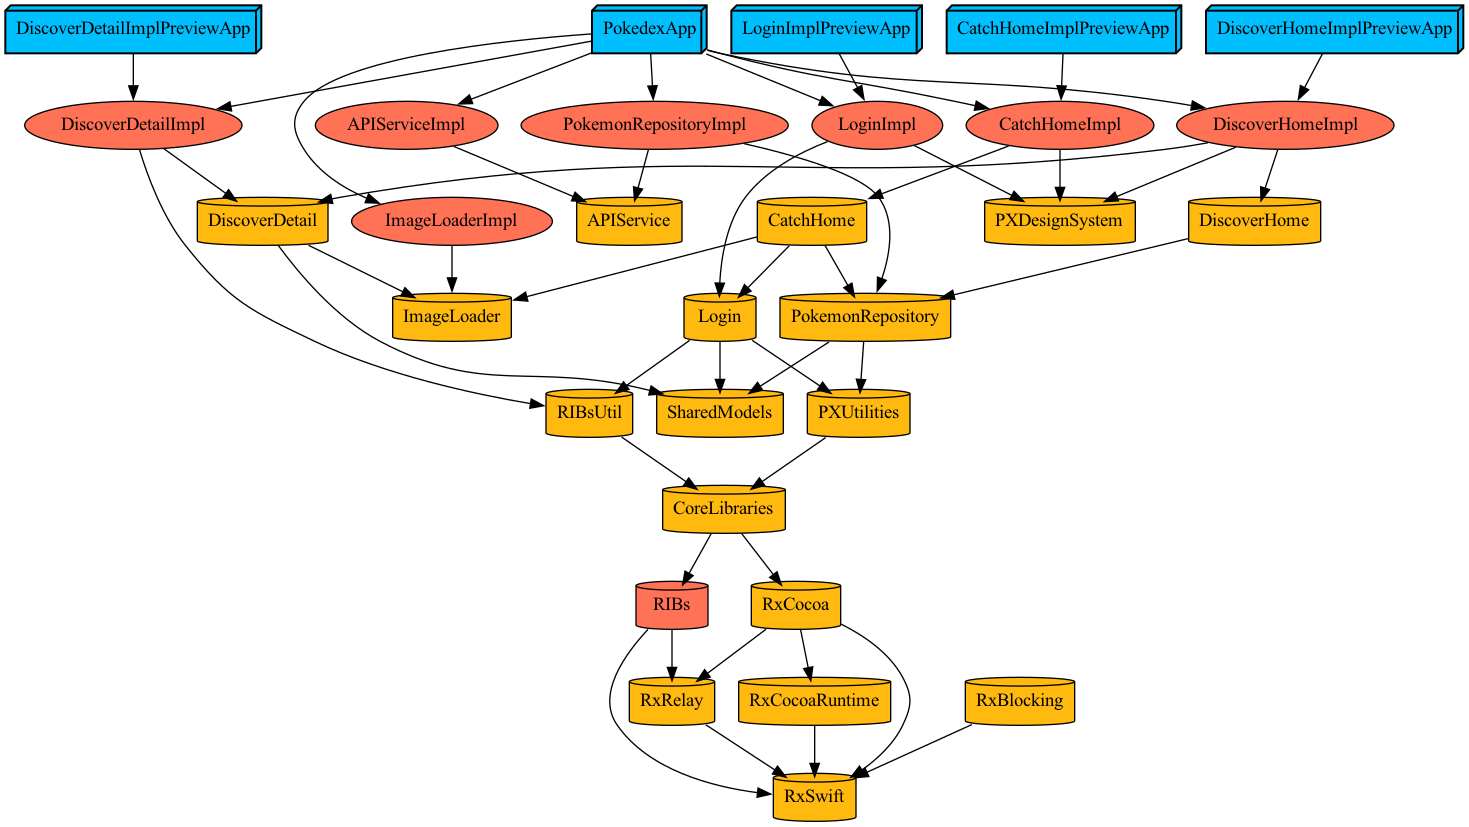 DiscoverDetailImplPreviewApp
PokedexApp
LoginImplPreviewApp
CatchHomeImplPreviewApp
DiscoverHomeImplPreviewApp
DiscoverDetailImpl
APIServiceImpl
PokemonRepositoryImpl
LoginImpl
CatchHomeImpl
DiscoverHomeImpl
DiscoverDetail
ImageLoaderImpl
APIService
CatchHome
PXDesignSystem
DiscoverHome
ImageLoader
Login
PokemonRepository
RIBsUtil
SharedModels
PXUtilities
CoreLibraries
RIBs
RxCocoa
RxRelay
RxCocoaRuntime
RxBlocking
RxSwift